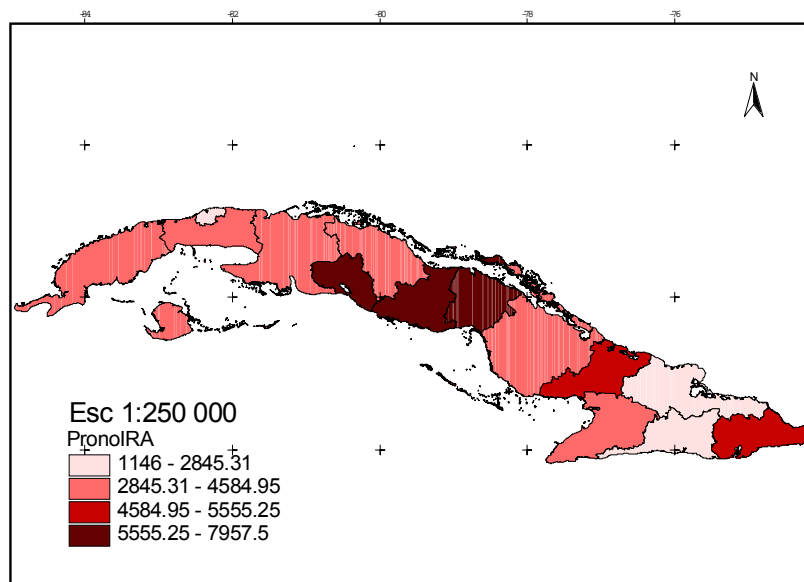 -84 -82 -80 -78 -76
N
Esc 1:250 000
PronoIRA
1146 - 2845.31
2845.31 - 4584.95
4584.95 - 5555.25
5555.25 - 7957.5